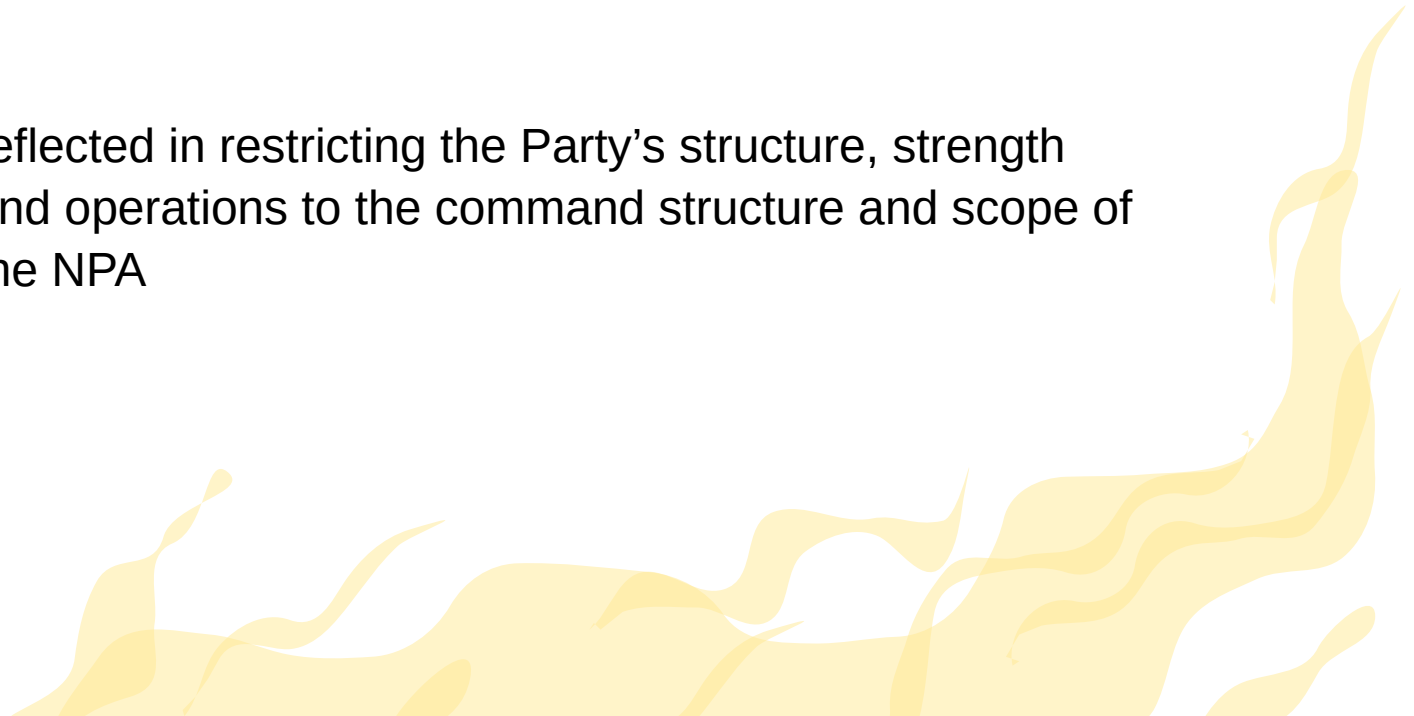 eflected in restricting the Party’s structure, strength
nd operations to the command structure and scope of
he NPA